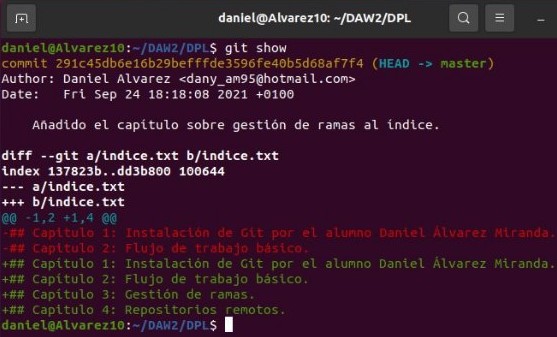 daniel@Alvarez10: ~/DAW2/DPL
daniel@Alvarez10:~/DAW2/DPL$ git show
commit 291c45db6e16b29befffde3596fe40b5d68af7f4 (HEAD -> master)
Author: Daniel Alvarez <dany_am95@hotmail.com>
Date:   Fri Sep 24 18:18:08 2021 +0100
Añadido el capítulo sobre gestión de ramas al índice.
diff --git a/indice.txt b/indice.txt
index 137823b..dd3b800 100644
--- a/indice.txt
+++ b/indice.txt
@@ -1,2 +1,4 @@
-## Capítulo 1: Instalación de Git por el alumno Daniel Álvarez Miranda.
-## Capítulo 2: Flujo de trabajo básico.
+## Capítulo 1: Instalación de Git por el alumno Daniel Álvarez Miranda.
+## Capítulo 2: Flujo de trabajo básico.
+## Capítulo 3: Gestión de ramas.
+## Capítulo 4: Repositorios remotos.
daniel@Alvarez10:~/DAW2/DPL$